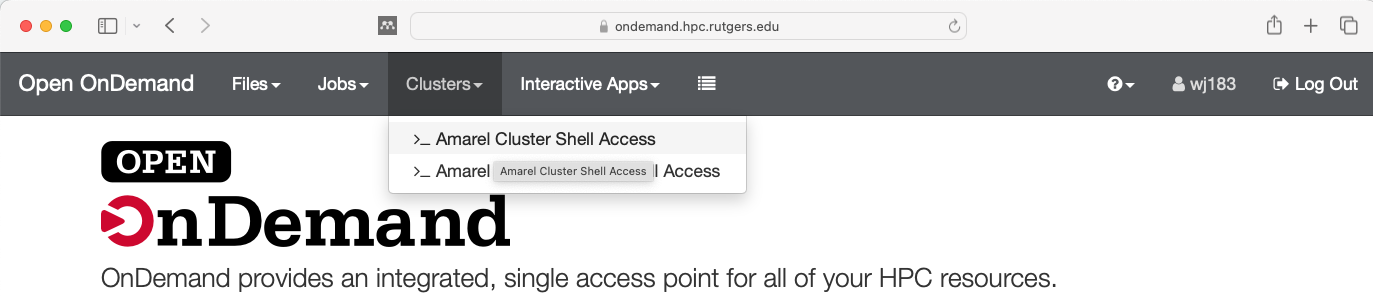 ondemand.hpc.rutgers.edu
Open OnDemand Files Jobs Clusters Interactive Apps wj183 Log Out
>_ Amarel Cluster Shell Access
>_ Amarel Access
Amarel Cluster Shell Access
OPEN
OnDemand
OnDemand provides an integrated, single access point for all of your HPC resources.